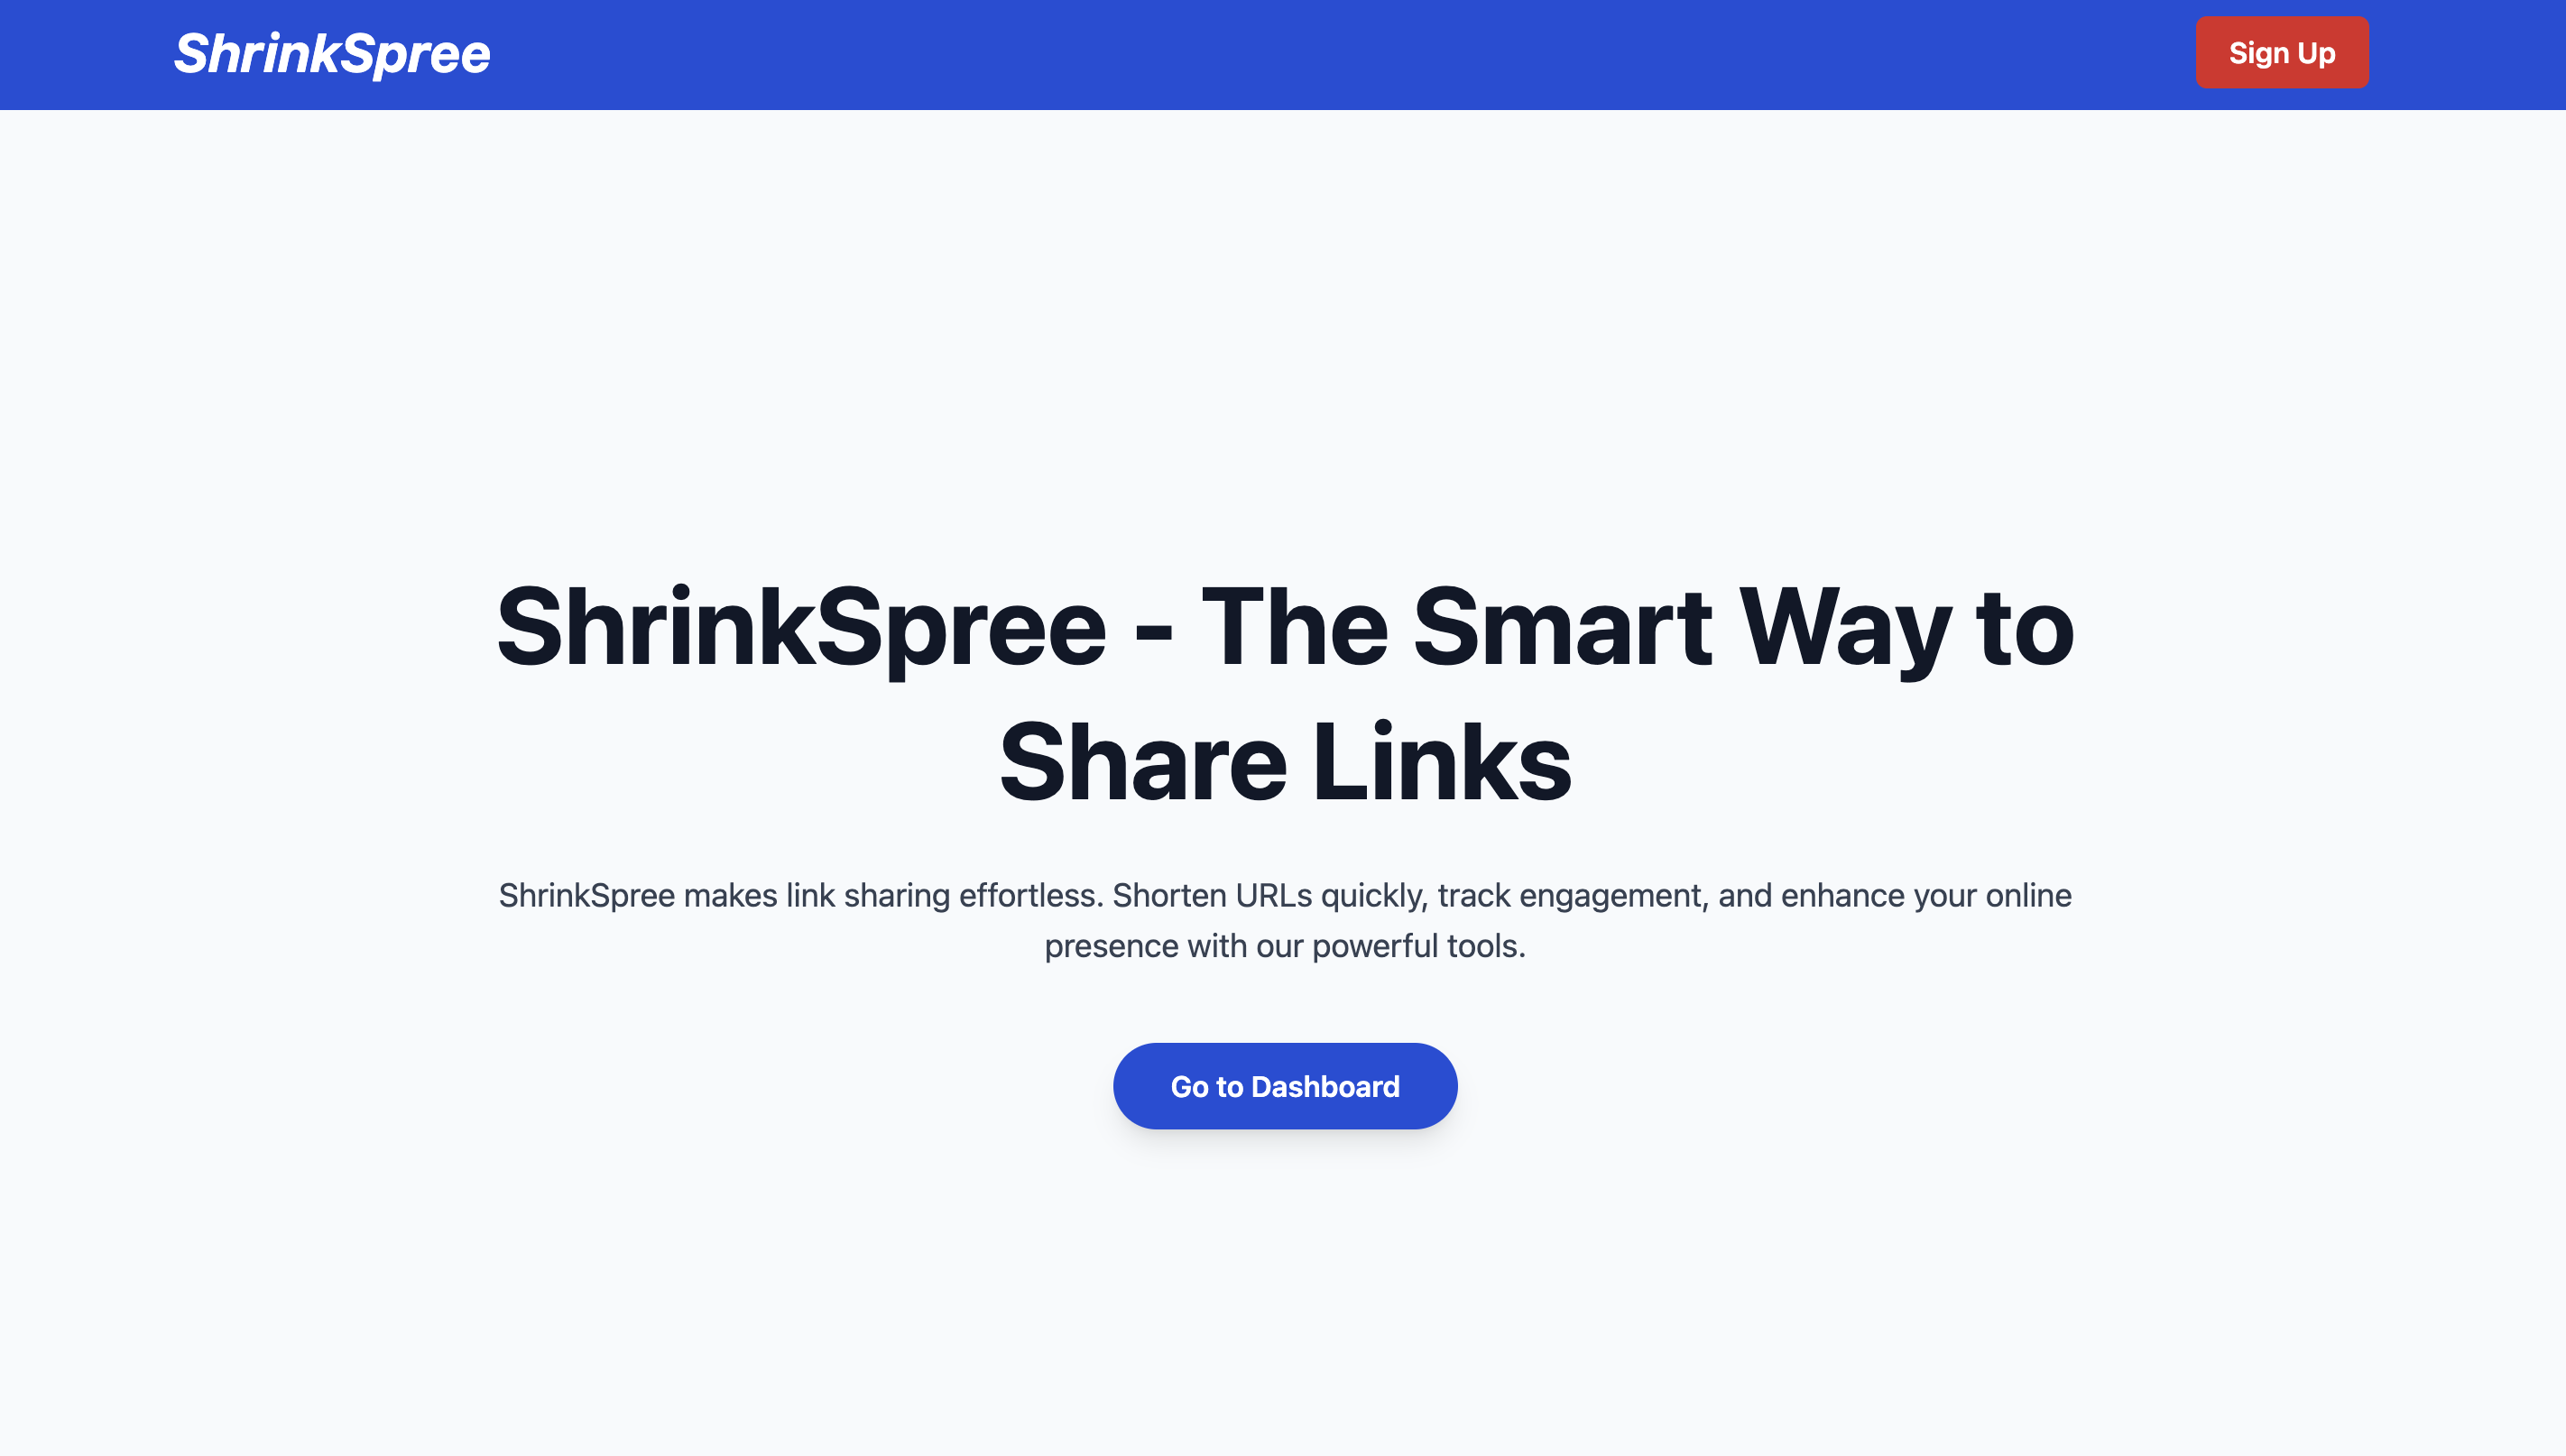 ShrinkSpree
Sign Up
ShrinkSpree - The Smart Way to
Share Links
ShrinkSpree makes link sharing effortless. Shorten URLs quickly, track engagement, and enhance your online
presence with our powerful tools.
Go to Dashboard